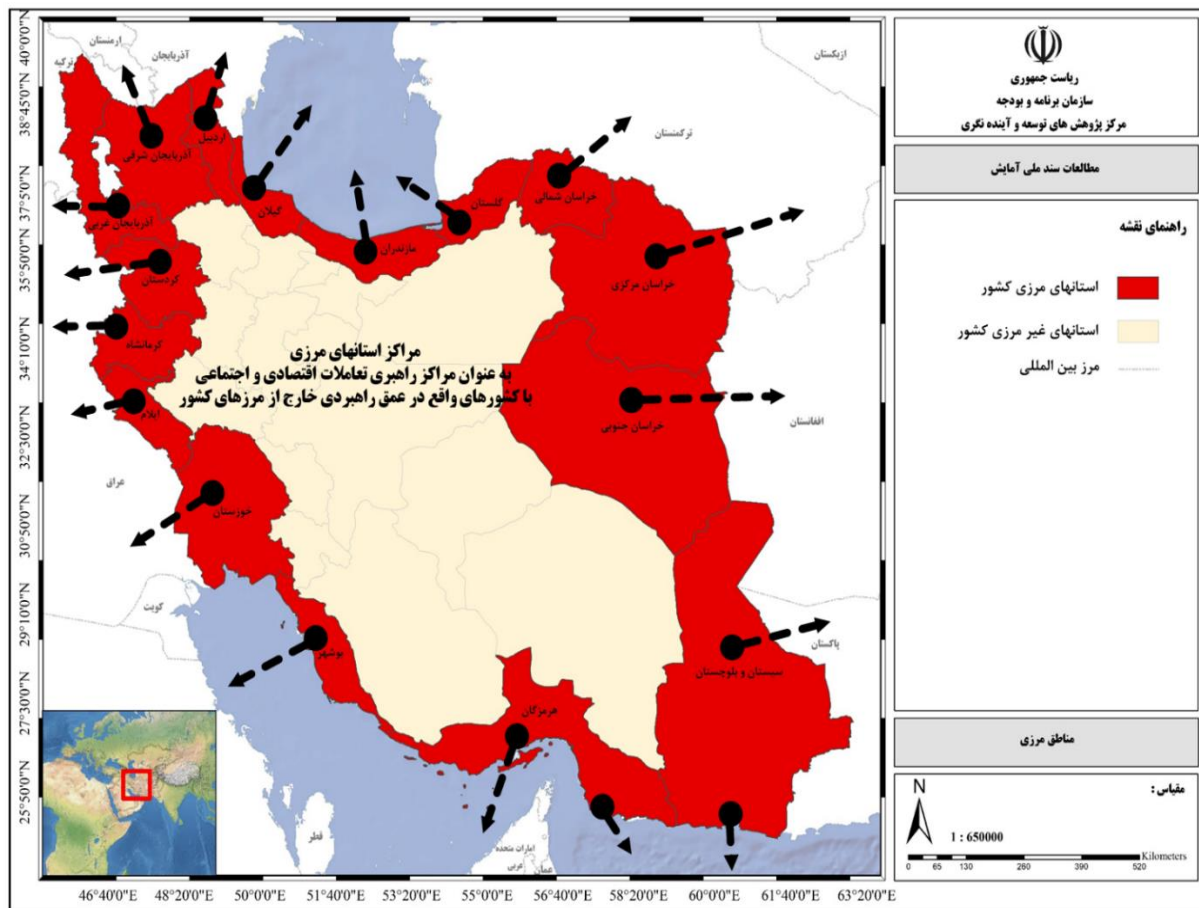 ریاست جمهوری
سازمان برنامه و بودجه
مرکز پژوهش های توسعه و آینده نگری
مطالعات سند ملی آمایش
راهنمای نقشه
استانهای مرزی کشور
استانهای غیر مرزی کشور
مرز بین المللی
مناطق مرزی
مقیاس :
N
1 : 650000
Kilometers
0 65 130 260 390 520
مراکز استانهای مرزی
به عنوان مراکز راهبری تعاملات اقتصادی و اجتماعی
با کشورهای واقع در عمق راهبردی خارج از مرزهای کشور
ارمنستان
آذربایجان
ترکیه
ازبکستان
ترکمنستان
افغانستان
پاکستان
عراق
کویت
قطر
امارات متحده
عربی
عمان
آذربایجان شرقی
اردبیل
آذربایجان غربی
گیلان
مازندران
گلستان
خراسان شمالی
خراسان مرکزی
خراسان جنوبی
کردستان
کرمانشاه
ایلام
خوزستان
بوشهر
هرمزگان
سیستان و بلوچستان
40°0'0"N
38°45'0"N
37°5'0"N
35°50'0"N
34°10'0"N
32°30'0"N
30°50'0"N
29°10'0"N
27°30'0"N
25°50'0"N
46°40'0"E 48°20'0"E 50°0'0"E 51°40'0"E 53°20'0"E 55°0'0"E 56°40'0"E 58°20'0"E 60°0'0"E 61°40'0"E 63°20'0"E